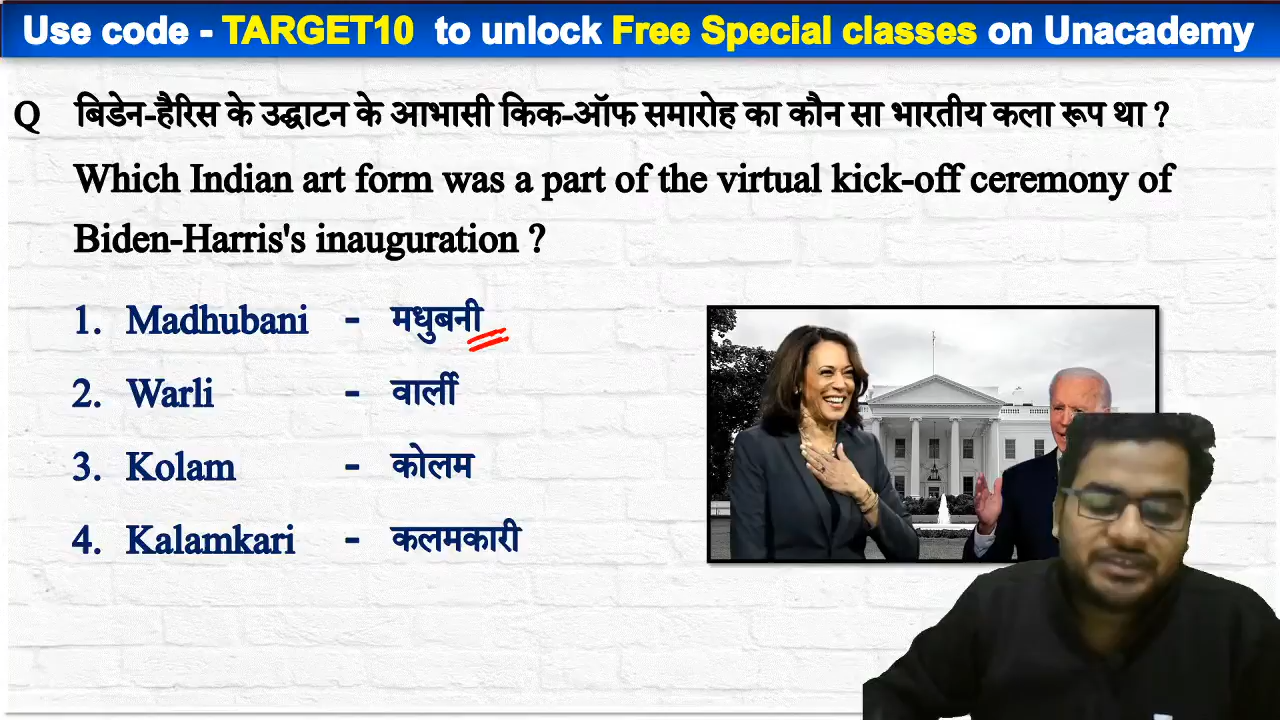 Use code - TARGET10 to unlock Free Special classes on Unacademy
Q बिडेन-हैरिस के उद्घाटन के आभासी किक-ऑफ समारोह का कौन सा भारतीय कला रूप था ?
Which Indian art form was a part of the virtual kick-off ceremony of
Biden-Harris's inauguration ?
1. Madhubani - मधुबनी
2. Warli - वार्ली
3. Kolam - कोलम
4. Kalamkari - कलमकारी